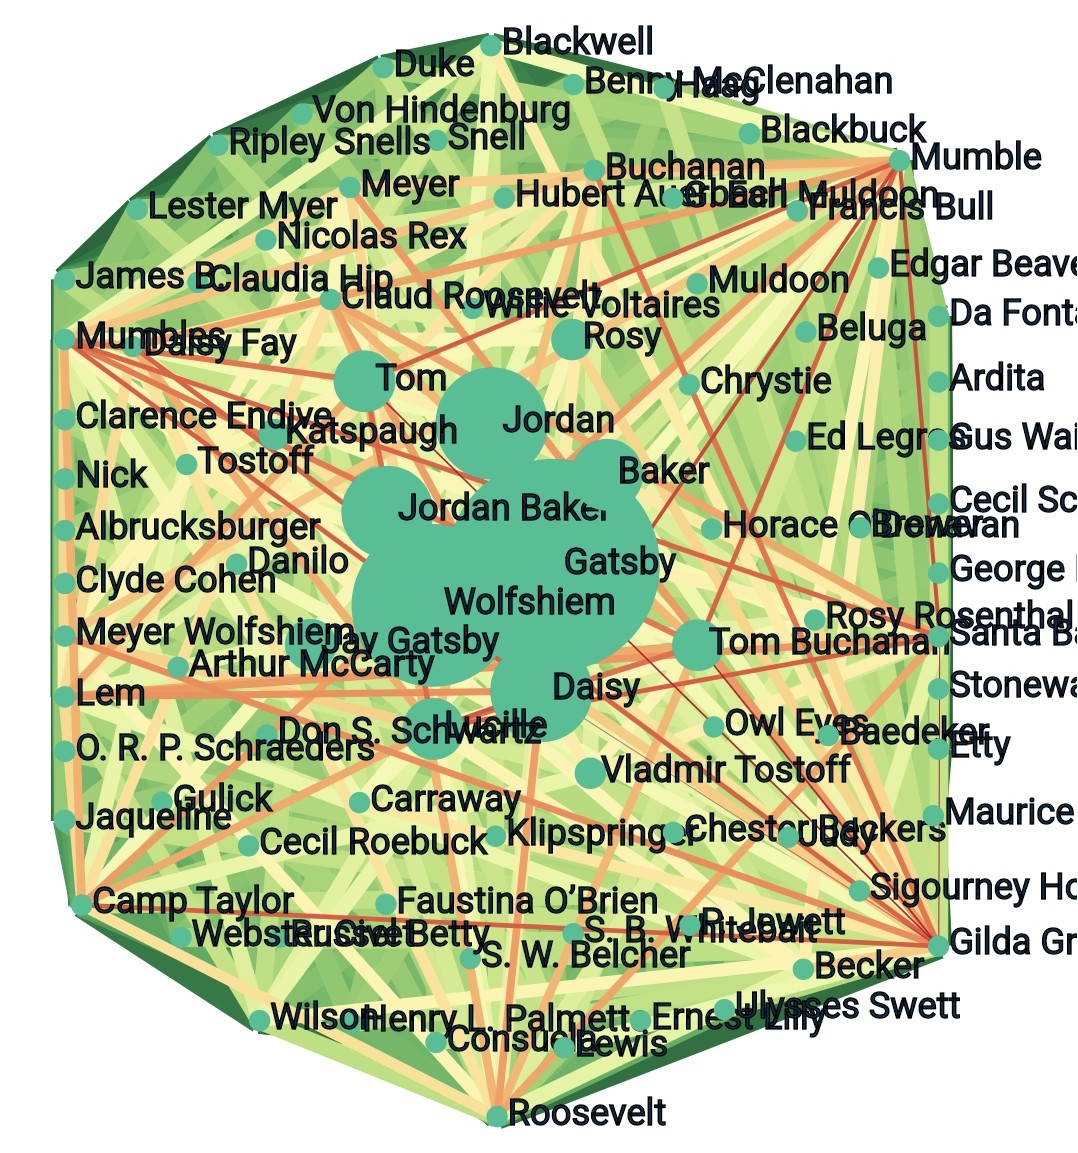 Blackwell
Duke
Benny McClenahan
Haag
Von Hindenburg
Blackbuck
Ripley Snells
Snell
Mumble
Buchanan
Meyer
Hubert Auerbach
G. Earl Muldoon
Francis Bull
Lester Myer
Nicolas Rex
Edgar Beave
James B.
Claudia Hip
Muldoon
Claud Roosevelt
Willie Voltaires
Da Fonta
Mumbles
Daisy Fay
Rosy
Beluga
Tom
Chrystie
Ardita
Clarence Endive
Katspaugh
Jordan
Ed Legros
Gus Wai
Tostoff
Nick
Baker
Cecil Sc
Jordan Baker
Albrucksburger
Horace O'Donavan
Brewer
Danilo
Gatsby
George
Clyde Cohen
Wolfshiem
Rosy Rosenthal
Meyer Wolfshiem
Jay Gatsby
Tom Buchanan
Santa Ba
Arthur McCarty
Lem
Daisy
Stonewa
Don S. Schwartz
Lucille
Owl Eyes
Baedeker
O. R. P. Schraeders
Etty
Vladmir Tostoff
Gulick
Carraway
Jaqueline
Maurice
Cecil Roebuck
Klipspringer
Chester Beckers
Judy
Camp Taylor
Faustina O’Brien
Sigourney Ho
Webster Civet
Russel Betty
S. B. Whitebait
P. Jewett
Gilda Gr
S. W. Belcher
Becker
Wilson
Henry L. Palmetto
Ernest Lilly
Ulysses Swett
Consuela
Lewis
Roosevelt